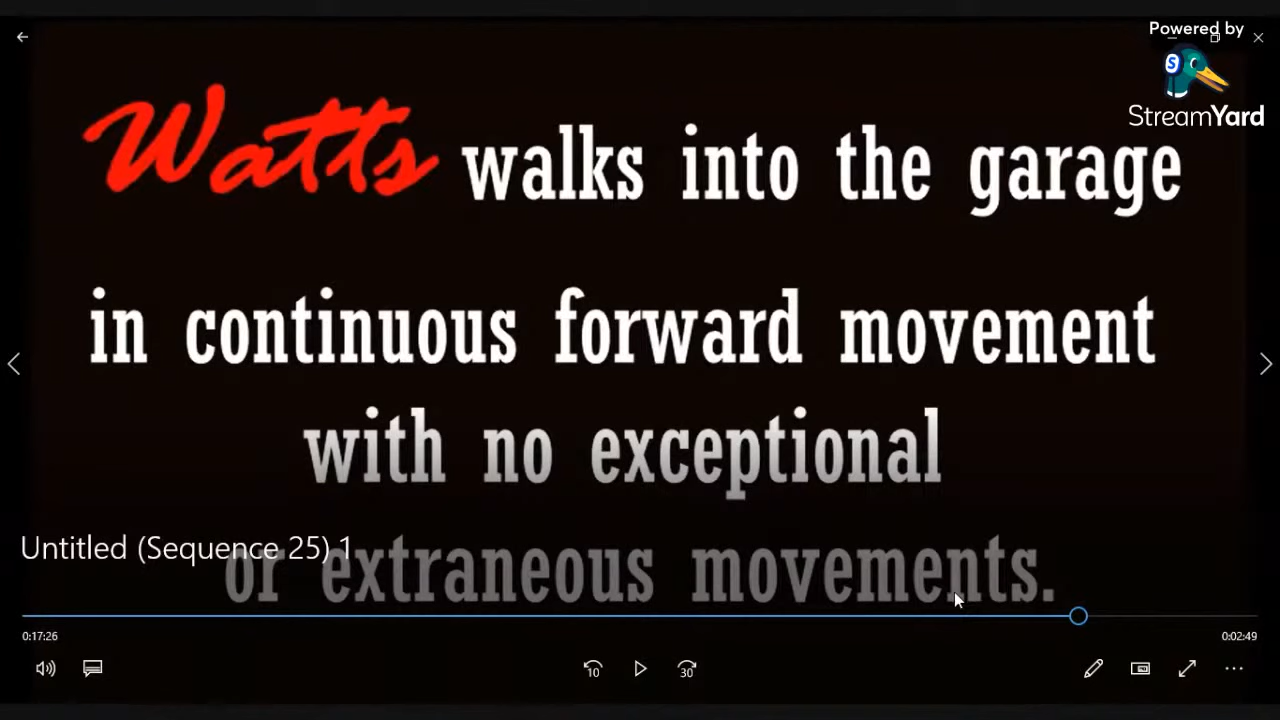 Powered by
StreamYard
Watts walks into the garage
in continuous forward movement
with no exceptional
or extraneous movements.
Untitled (Sequence 25) 1
0:17:26
0:02:49
10
30